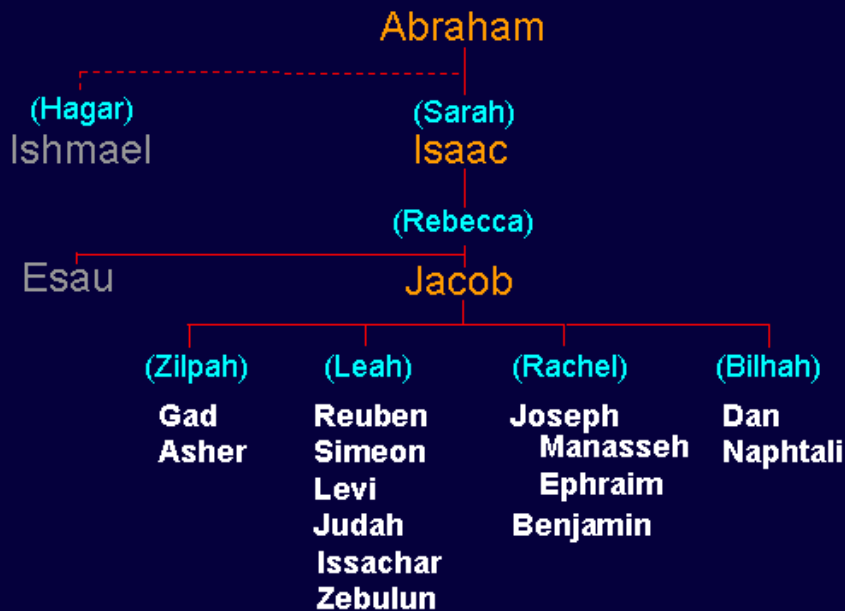 Abraham
(Hagar) (Sarah)
Ishmael Isaac
(Rebecca)
Esau Jacob
(Zilpah) (Leah) (Rachel) (Bilhah)
Gad Reuben Joseph Dan
Asher Simeon Manasseh Naphtali
Levi Ephraim
Judah Benjamin
Issachar
Zebulun